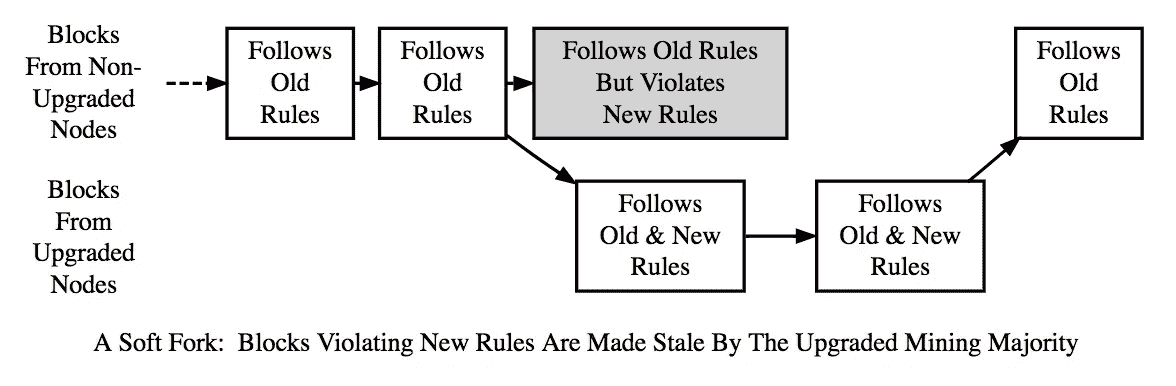 Blocks
From Non-
Upgraded
Nodes
Follows
Old
Rules
Follows
Old
Rules
Follows Old Rules
But Violates
New Rules
Follows
Old
Rules
Blocks
From
Upgraded
Nodes
Follows
Old & New
Rules
Follows
Old & New
Rules
A Soft Fork: Blocks Violating New Rules Are Made Stale By The Upgraded Mining Majority